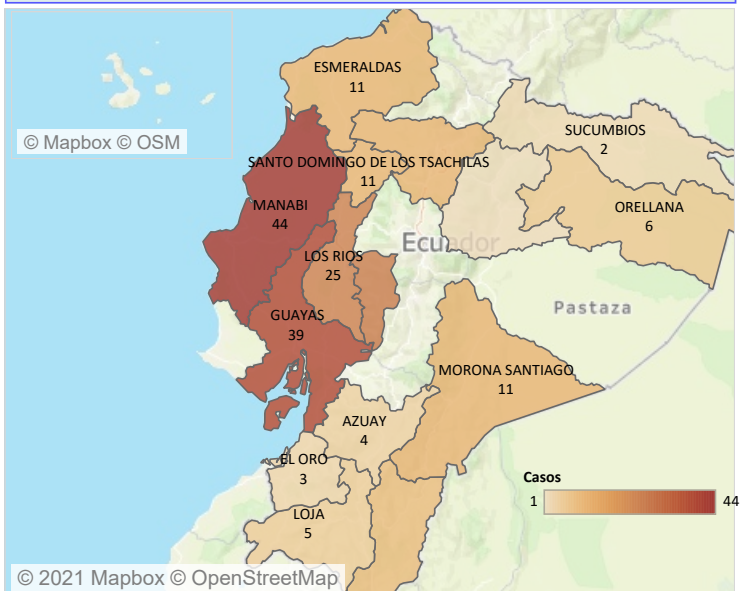 ESMERALDAS
11
© Mapbox © OSM
SUCUMBIOS
2
SANTO DOMINGO DE LOS TSACHILAS
11
MANABI
44
ORELLANA
6
Ecuador
LOS RIOS
25
Pastaza
GUAYAS
39
MORONA SANTIAGO
11
AZUAY
4
EL ORO
3
Casos
1 44
LOJA
5
© 2021 Mapbox © OpenStreetMap